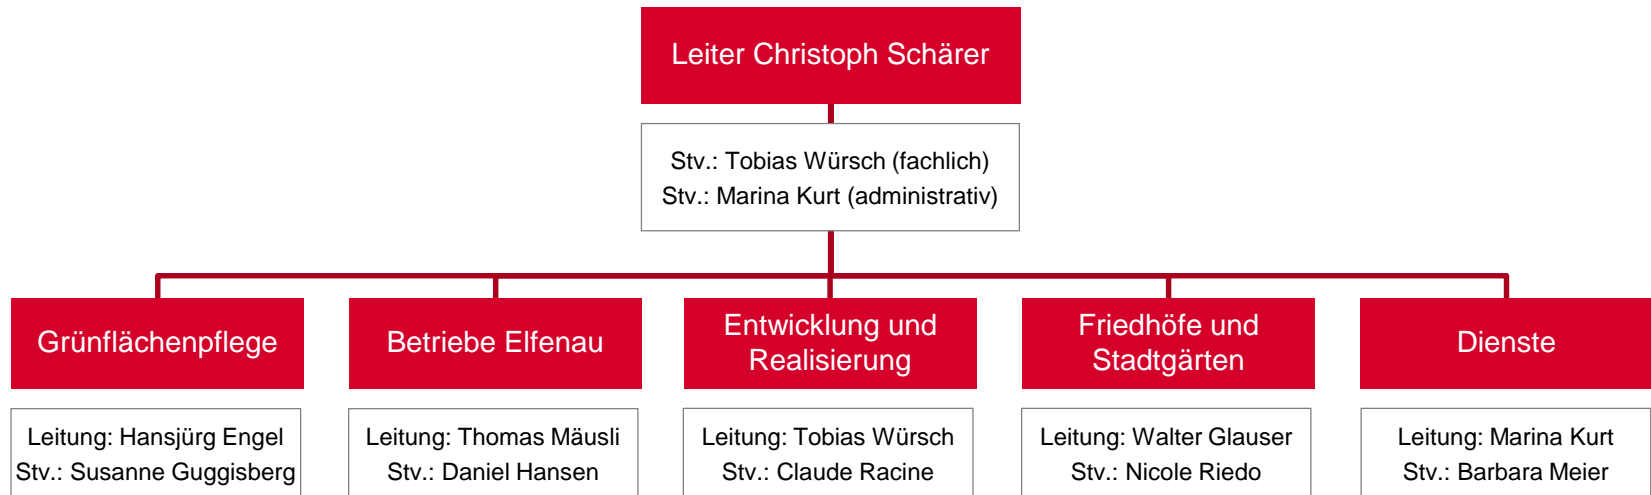 Leiter Christoph Schärer
Stv.: Tobias Würsch (fachlich)
Stv.: Marina Kurt (administrativ)
Grünflächenpflege
Leitung: Hansjürg Engel
Stv.: Susanne Guggisberg
Betriebe Elfenau
Leitung: Thomas Mäusli
Stv.: Daniel Hansen
Entwicklung und
Realisierung
Leitung: Tobias Würsch
Stv.: Claude Racine
Friedhöfe und
Stadtgärten
Leitung: Walter Glauser
Stv.: Nicole Riedo
Dienste
Leitung: Marina Kurt
Stv.: Barbara Meier